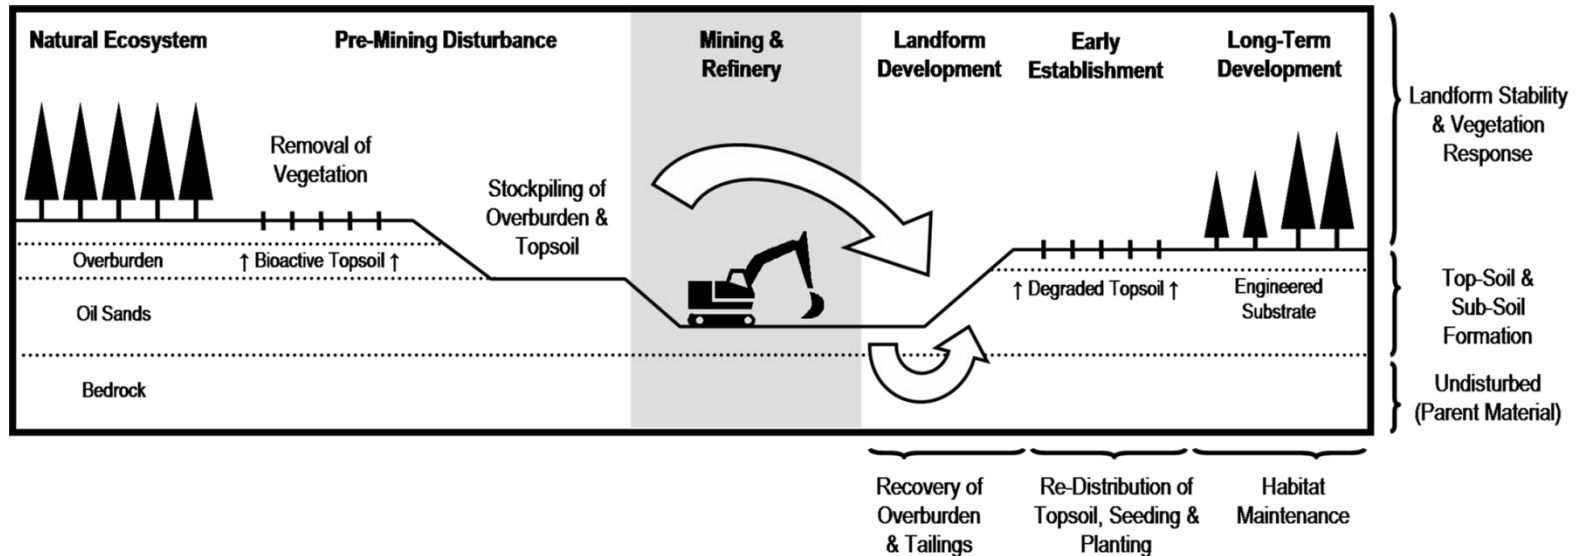 Natural Ecosystem
Pre-Mining Disturbance
Mining &
Refinery
Landform
Development
Early
Establishment
Long-Term
Development
Removal of
Vegetation
Stockpiling of
Overburden &
Topsoil
Overburden
↑ Bioactive Topsoil ↑
Oil Sands
Bedrock
↑ Degraded Topsoil ↑
Engineered
Substrate
Landform Stability
& Vegetation
Response
Top-Soil &
Sub-Soil
Formation
Undisturbed
(Parent Material)
Recovery of
Overburden
& Tailings
Re-Distribution of
Topsoil, Seeding &
Planting
Habitat
Maintenance